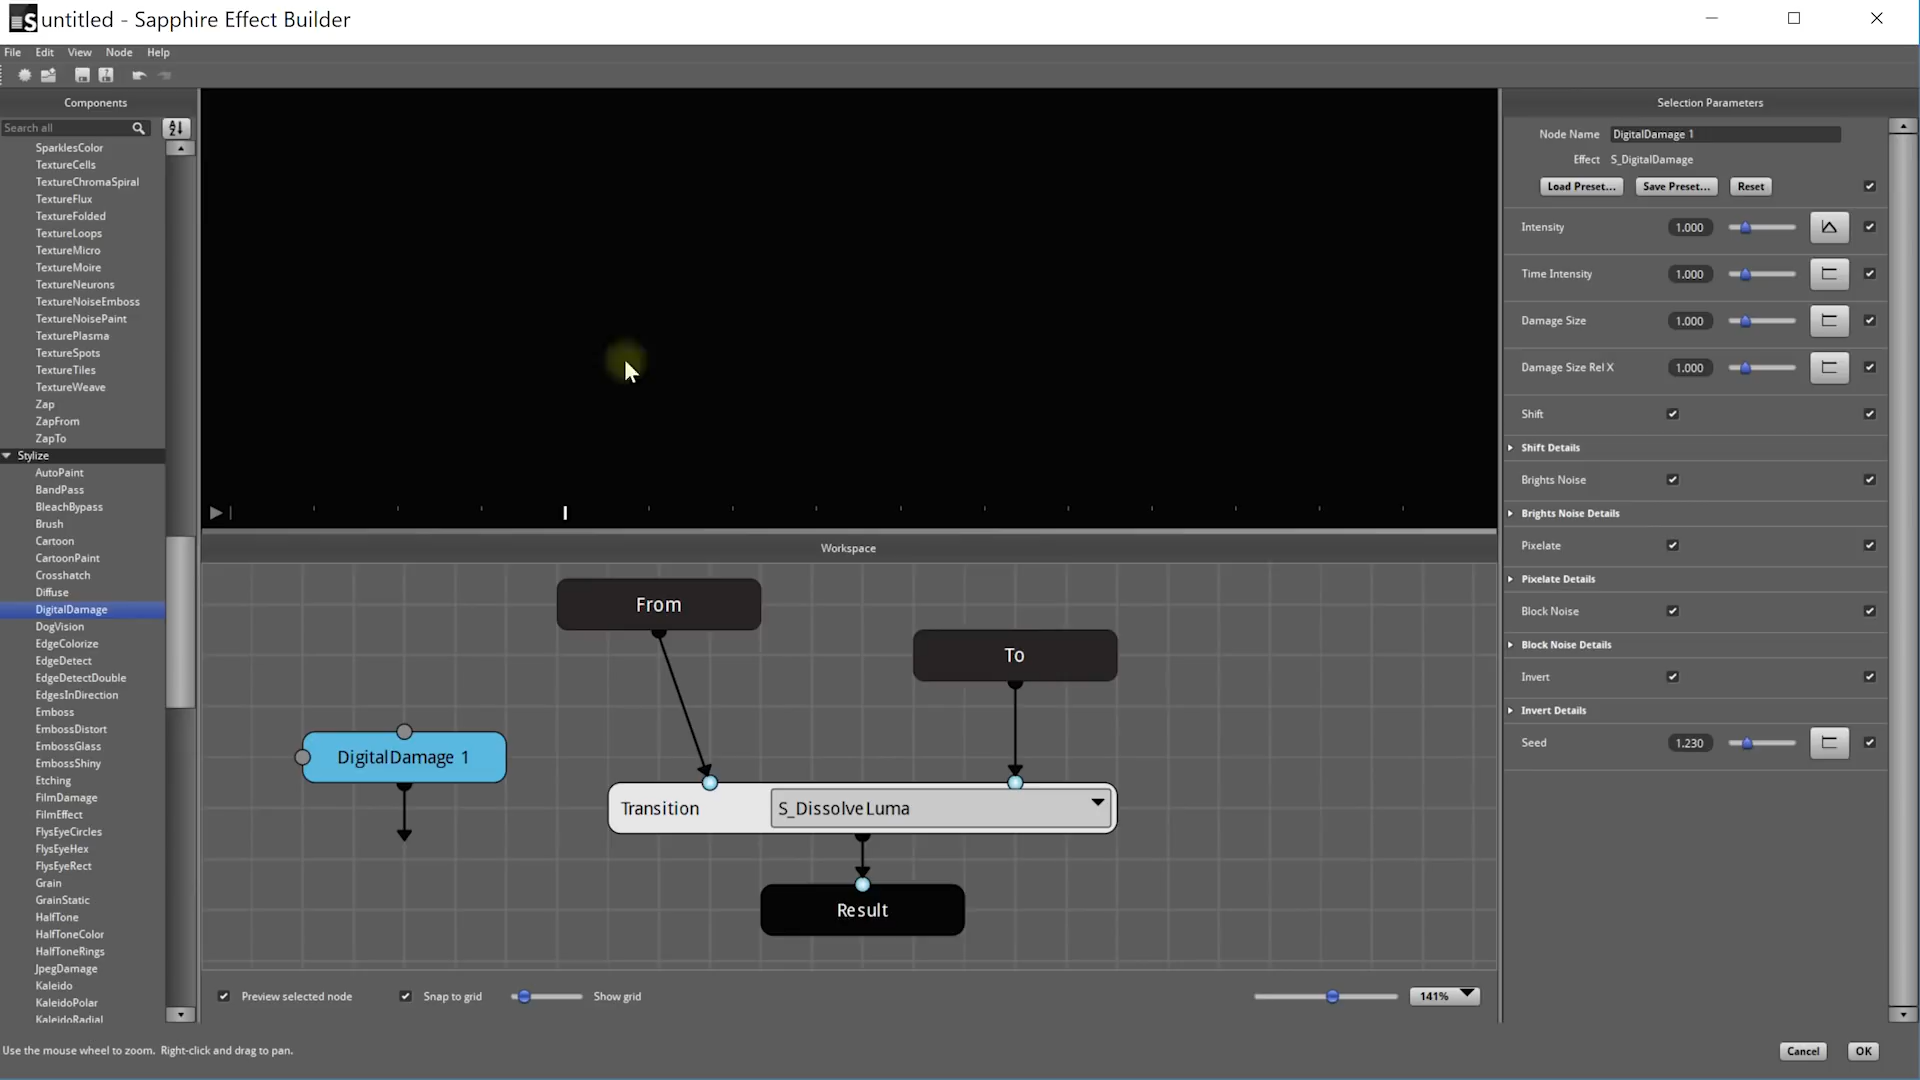 untitled - Sapphire Effect Builder
File Edit View Node Help
Components
Search all
SparklesColor
TextureCells
TextureChromaSpiral
TextureFlux
TextureFolded
TextureLoops
TextureMicro
TextureMoire
TextureNeurons
TextureNoiseEmboss
TextureNoisePaint
TexturePlasma
TextureSpots
TextureTiles
TextureWeave
Zap
ZapFrom
ZapTo
Stylize
AutoPaint
BandPass
BleachBypass
Brush
Cartoon
CartoonPaint
Crosshatch
Diffuse
DigitalDamage
DogVision
EdgeColorize
EdgeDetect
EdgeDetectDouble
EdgesInDirection
Emboss
EmbossDistort
EmbossGlass
EmbossShiny
Etching
FilmDamage
FilmEffect
FlysEyeCircles
FlysEyeHex
FlysEyeRect
Grain
GrainStatic
HalfTone
HalfToneColor
HalfToneRings
JpegDamage
Kaleido
KaleidoPolar
KaleidoRadial
Workspace
From
To
DigitalDamage 1
Transition S_DissolveLuma
Result
Preview selected node Snap to grid Show grid 141%
Selection Parameters
Node Name DigitalDamage 1
Effect S_DigitalDamage
Load Preset... Save Preset... Reset
Intensity 1.000
Time Intensity 1.000
Damage Size 1.000
Damage Size Rel X 1.000
Shift
Shift Details
Brights Noise
Brights Noise Details
Pixelate
Pixelate Details
Block Noise
Block Noise Details
Invert
Invert Details
Seed 1.230
Use the mouse wheel to zoom. Right-click and drag to pan.
Cancel OK